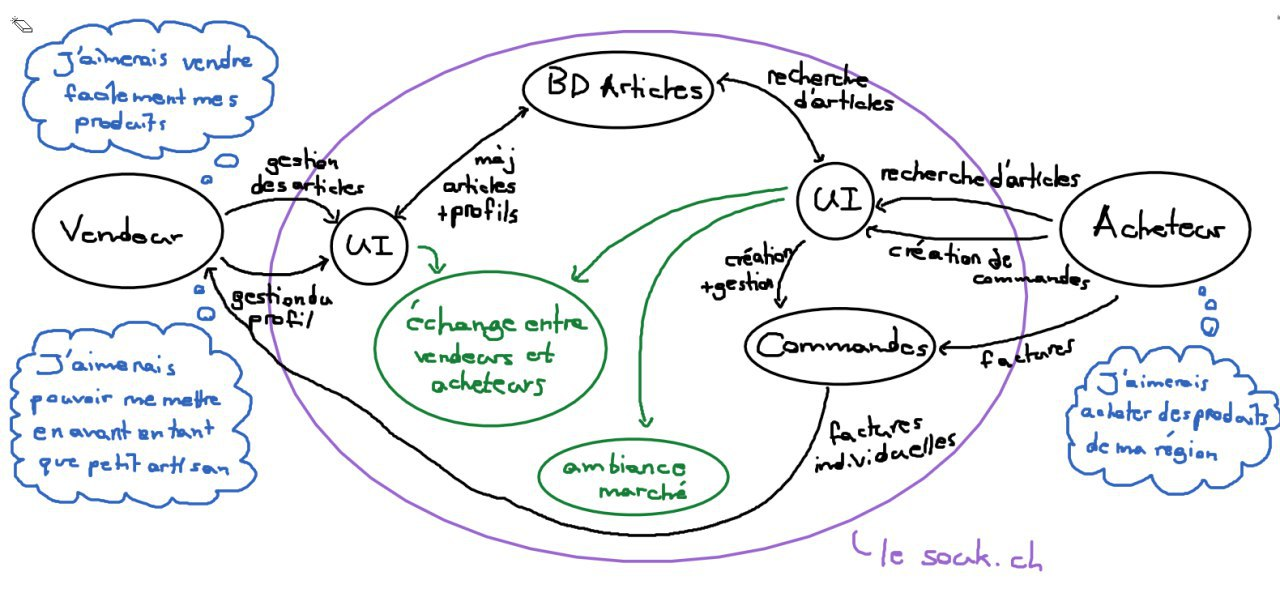 J'aimerais vendre
facilement mes
produits
BD Articles
recherche
d'articles
gestion
des articles
màj
articles
+profils
Vendeur
UI
UI
recherche d'articles
Acheteur
création de
commandes
gestion du
profil
création
+gestion
échange entre
vendeurs et
acheteurs
Commandes
factures
J'aimerais
pouvoir me mettre
en avant en tant
que petit artisan
J'aimerais
acheter des produits
de ma région
factures
individuelles
ambiance
marché
le souk.ch